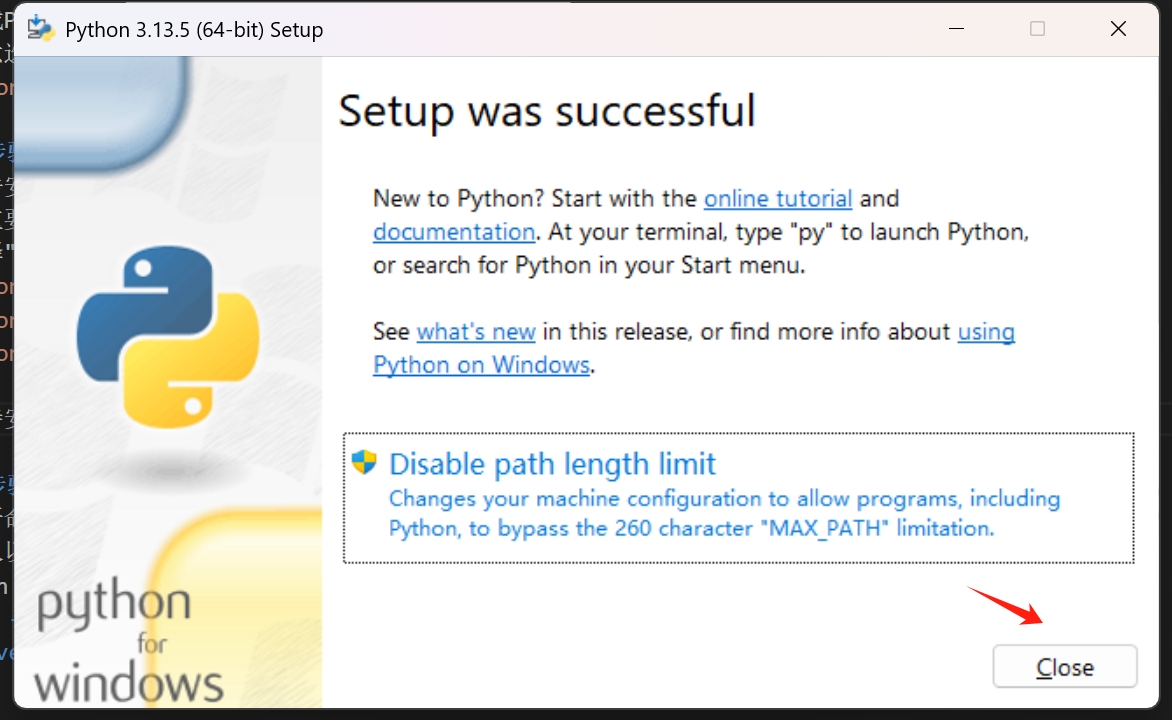 Python 3.13.5 (64-bit) Setup
Setup was successful
New to Python? Start with the online tutorial and
documentation. At your terminal, type "py" to launch Python,
or search for Python in your Start menu.
See what's new in this release, or find more info about using
Python on Windows.
Disable path length limit
Changes your machine configuration to allow programs, including
Python, to bypass the 260 character "MAX_PATH" limitation.
python
for
windows
Close